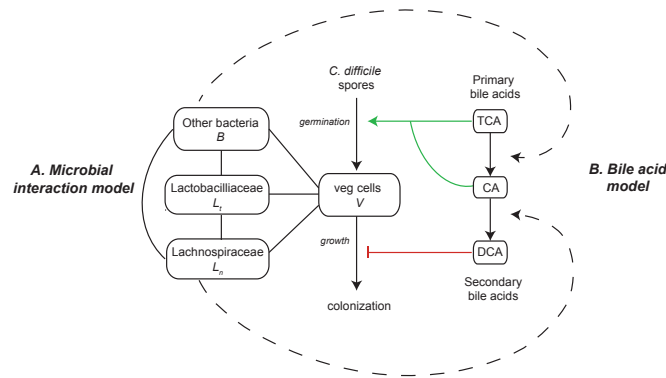 C. difficile
spores
germination
Primary
bile acids
TCA
Other bacteria
B
A. Microbial
interaction model
Lactobacilliaceae
Lt
veg cells
V
CA
B. Bile acid
model
Lachnospiraceae
Ln
growth
DCA
Secondary
bile acids
colonization